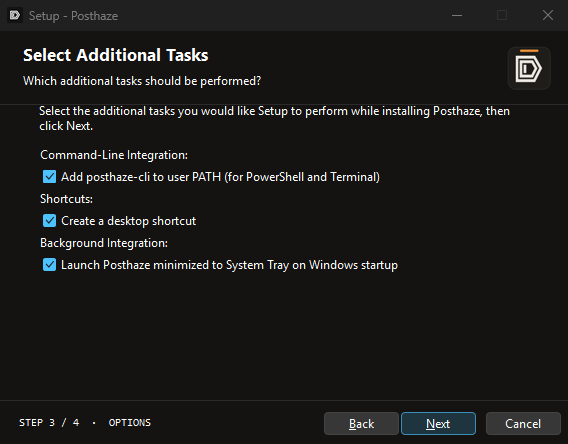 Setup - Posthaze
Select Additional Tasks
Which additional tasks should be performed?
Select the additional tasks you would like Setup to perform while installing Posthaze, then
click Next.
Command-Line Integration:
Add posthaze-cli to user PATH (for PowerShell and Terminal)
Shortcuts:
Create a desktop shortcut
Background Integration:
Launch Posthaze minimized to System Tray on Windows startup
STEP 3 / 4 · OPTIONS
Back
Next
Cancel